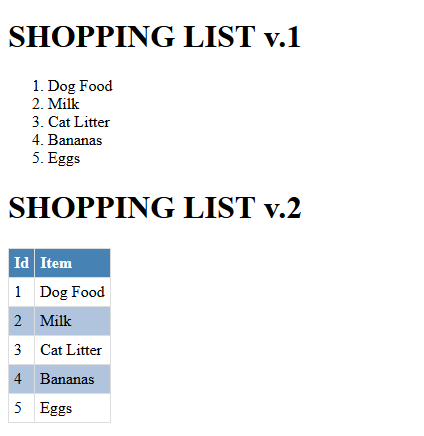 SHOPPING LIST v.1
1. Dog Food
2. Milk
3. Cat Litter
4. Bananas
5. Eggs
SHOPPING LIST v.2
Id Item
1 Dog Food
2 Milk
3 Cat Litter
4 Bananas
5 Eggs